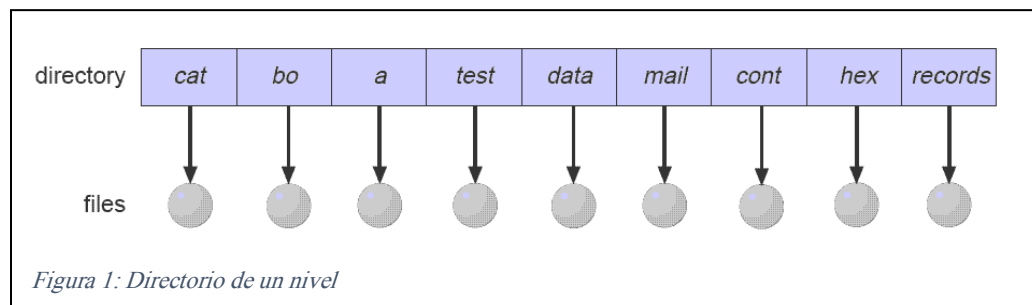 directory cat bo a test data mail cont hex records
files
Figura 1: Directorio de un nivel